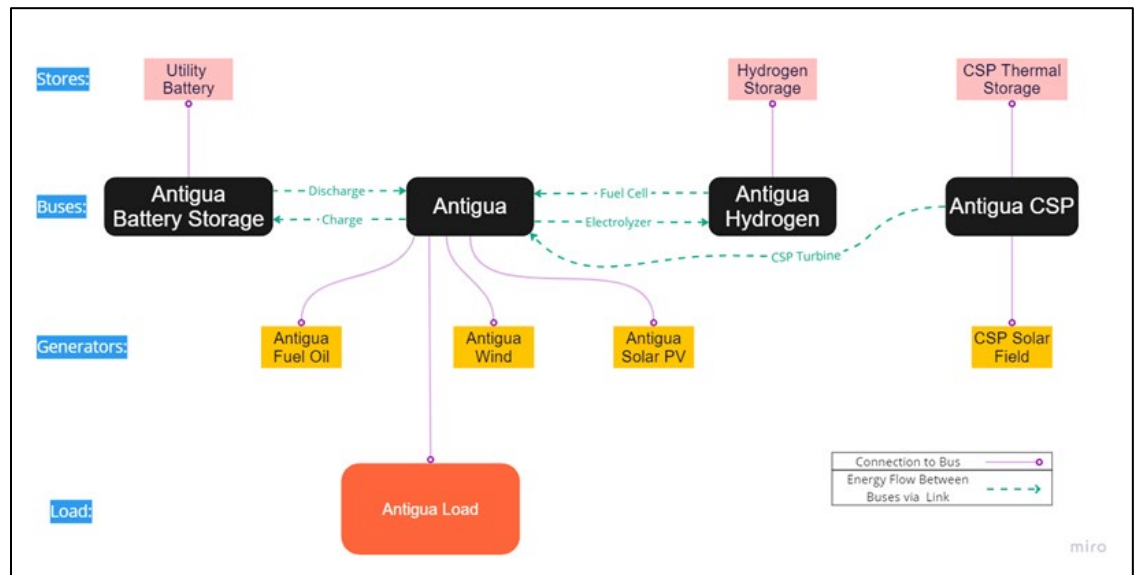 Stores:
Utility
Battery
Hydrogen
Storage
CSP Thermal
Storage
Buses:
Antigua
Battery Storage
Discharge
Charge
Antigua
Fuel Cell
Electrolyzer
Antigua
Hydrogen
CSP Turbine
Antigua CSP
Generators:
Antigua
Fuel Oil
Antigua
Wind
Antigua
Solar PV
CSP Solar
Field
Load:
Antigua Load
Connection to Bus
Energy Flow Between
Buses via Link
miro